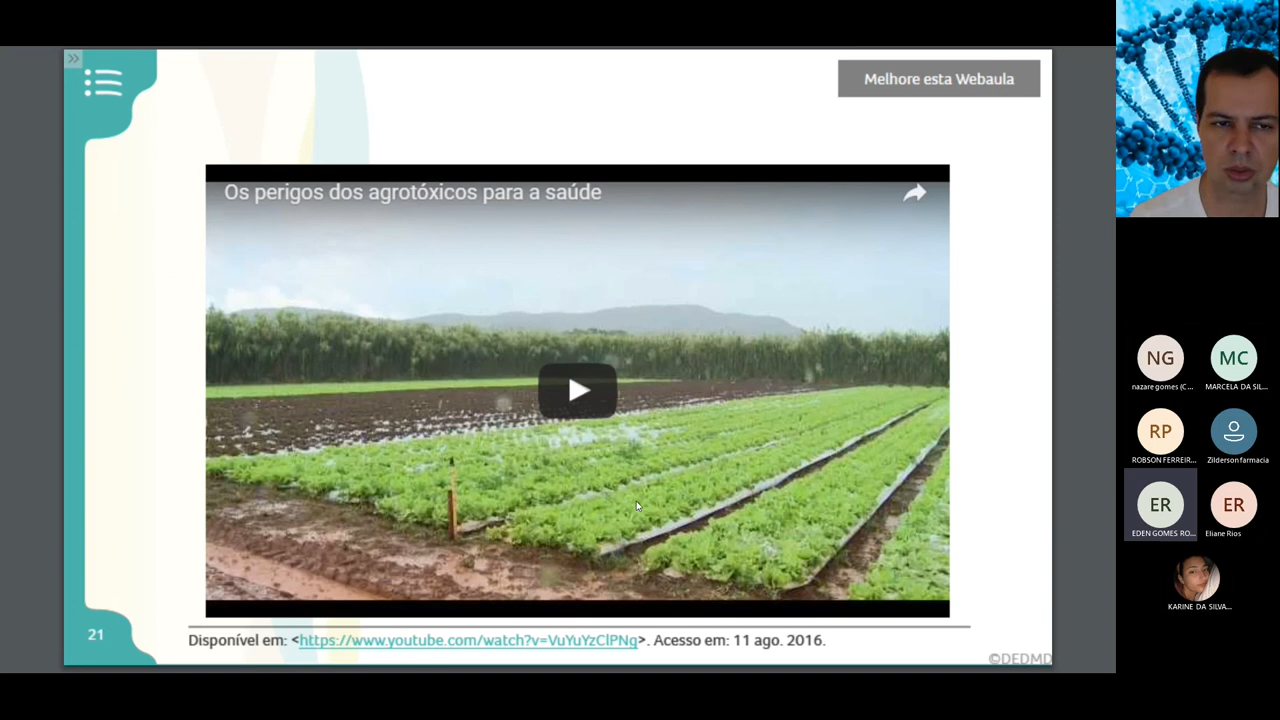 Melhore esta Webaula
Os perigos dos agrotóxicos para a saúde
21
Disponível em: <https://www.youtube.com/watch?v=VuYuYzClPNq>. Acesso em: 11 ago. 2016.
©DEDMD
NG
nazare gomes (C...
MC
MARCELA DA SIL...
RP
ROBSON FERREIR...
Zilderson farmacia
ER
EDEN GOMES RO...
ER
Eliane Rios
KARINE DA SILVA...